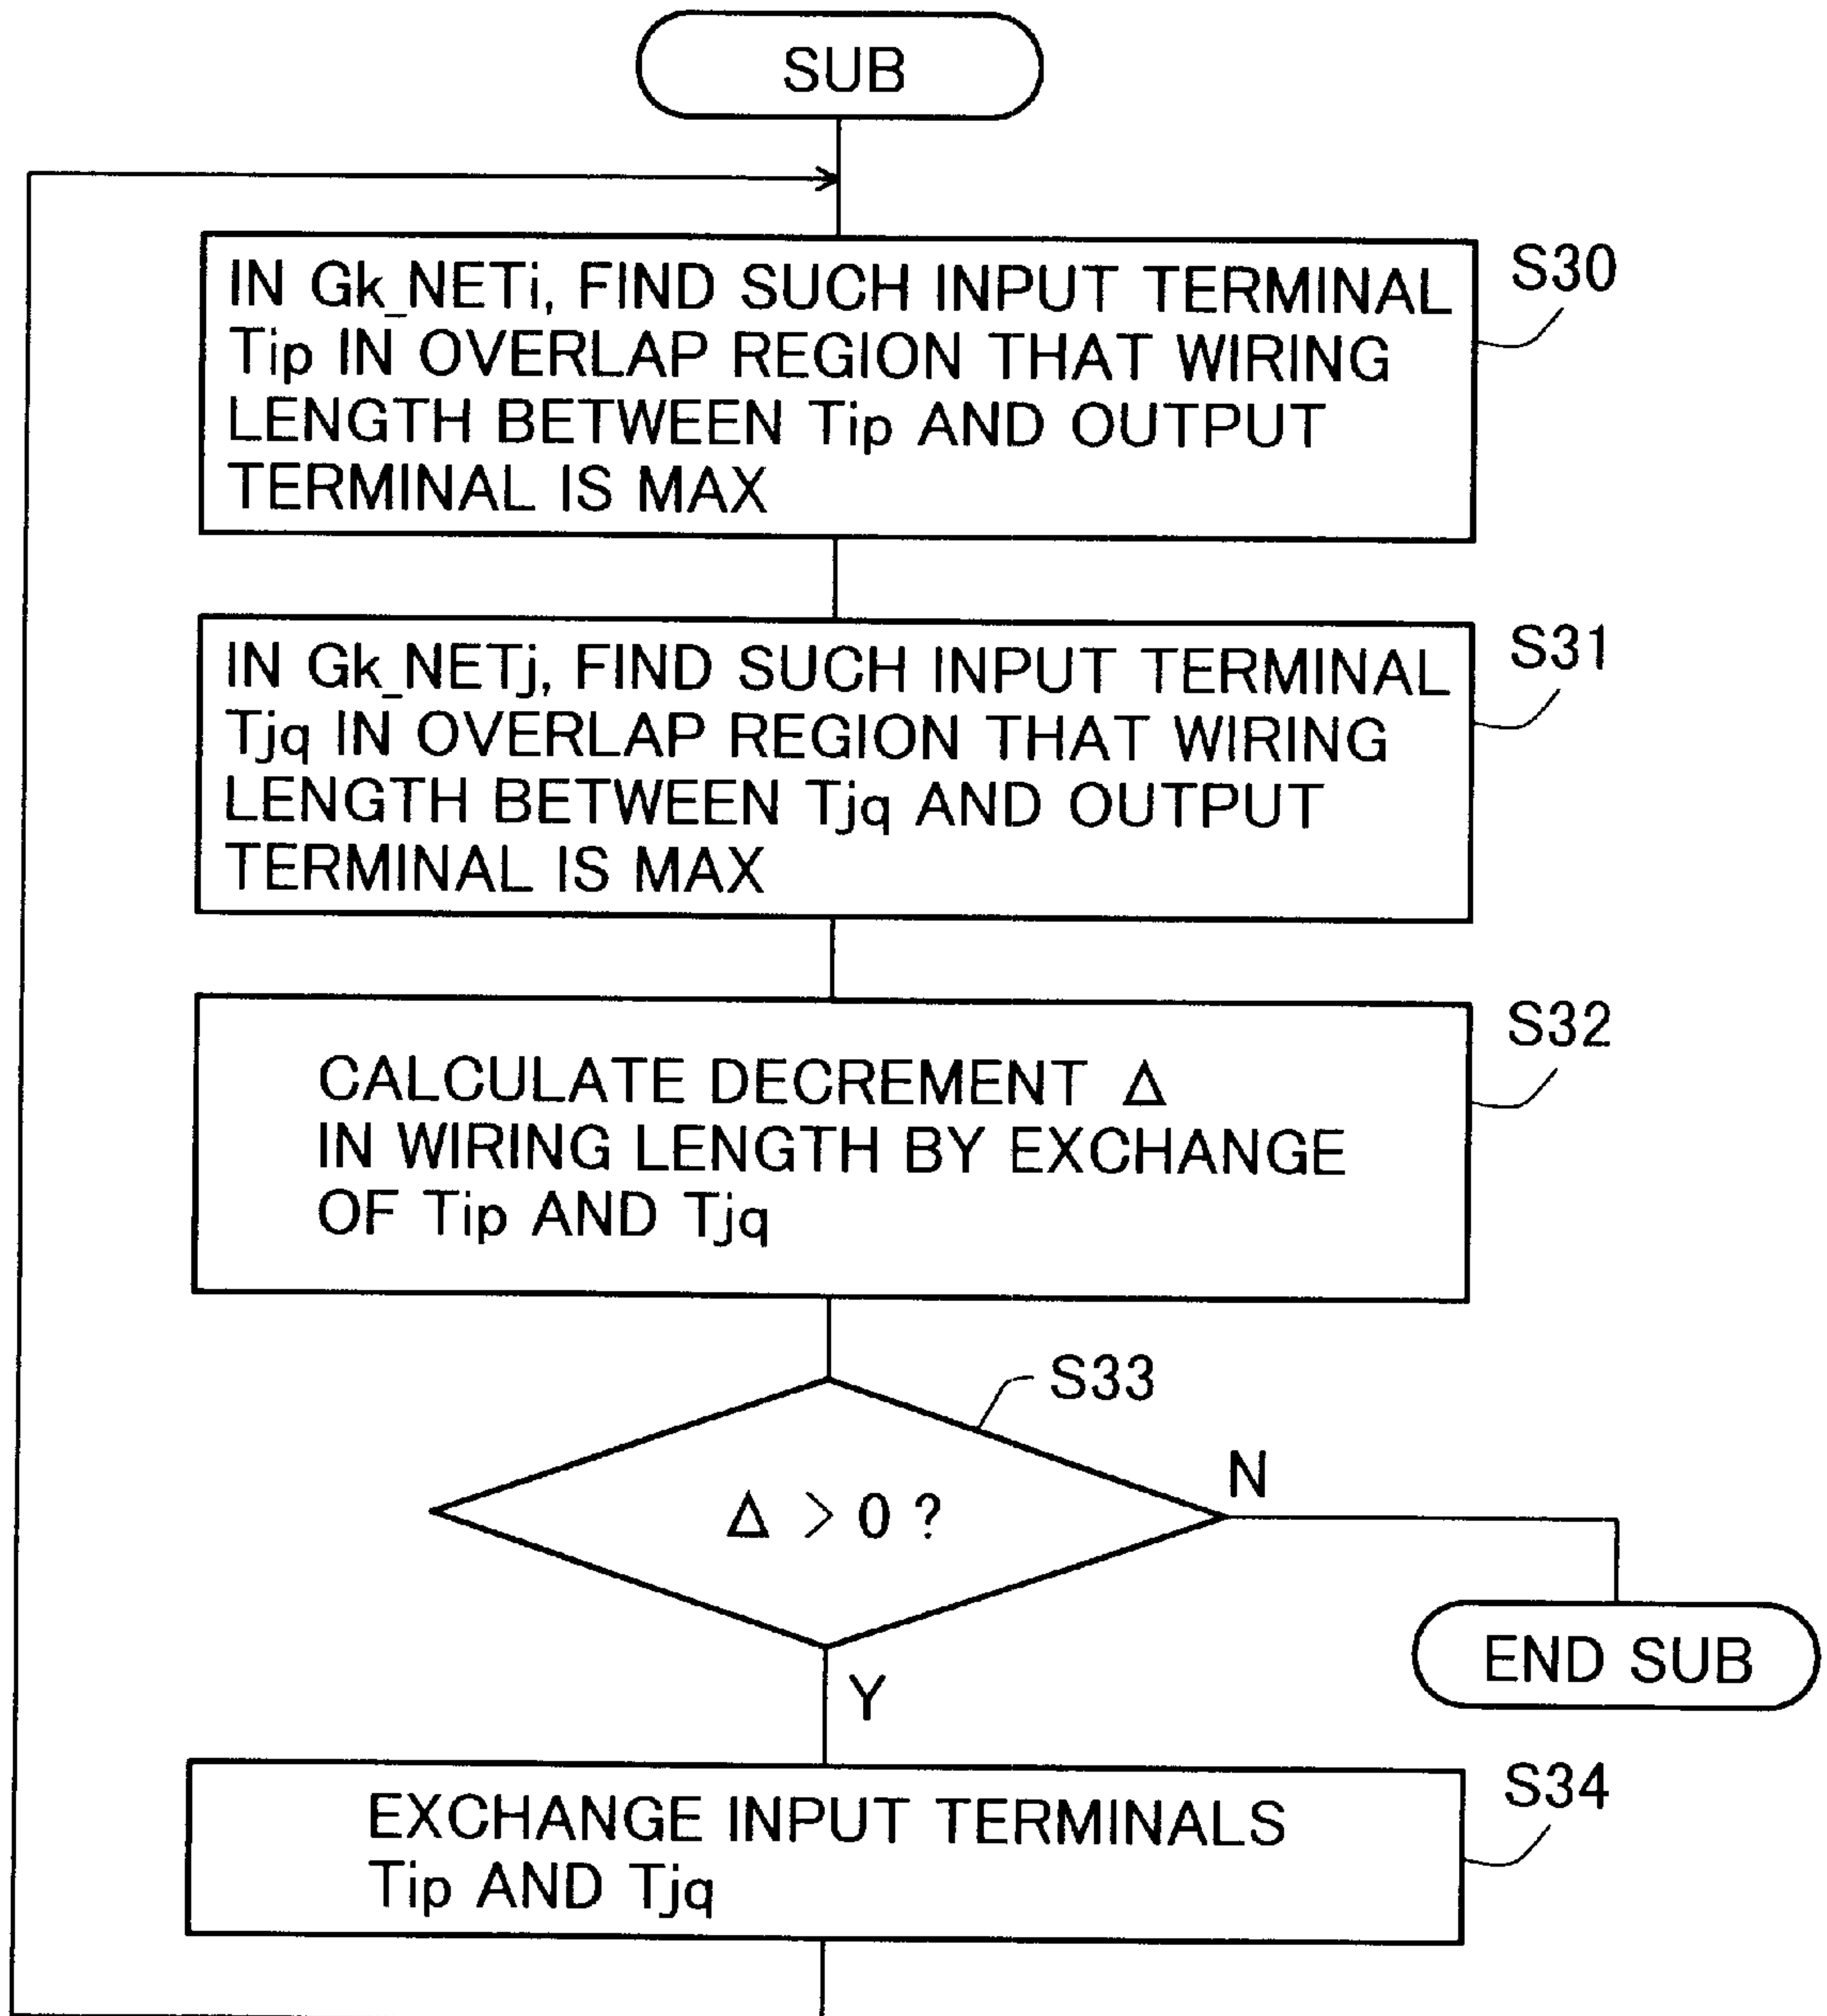 SUB
IN Gk_NETi, FIND SUCH INPUT TERMINAL
Tip IN OVERLAP REGION THAT WIRING
LENGTH BETWEEN Tip AND OUTPUT
TERMINAL IS MAX
S30
IN Gk_NETj, FIND SUCH INPUT TERMINAL
Tjq IN OVERLAP REGION THAT WIRING
LENGTH BETWEEN Tjq AND OUTPUT
TERMINAL IS MAX
S31
CALCULATE DECREMENT Δ
IN WIRING LENGTH BY EXCHANGE
OF Tip AND Tjq
S32
S33
Δ > 0 ?
N
END SUB
Y
EXCHANGE INPUT TERMINALS
Tip AND Tjq
S34